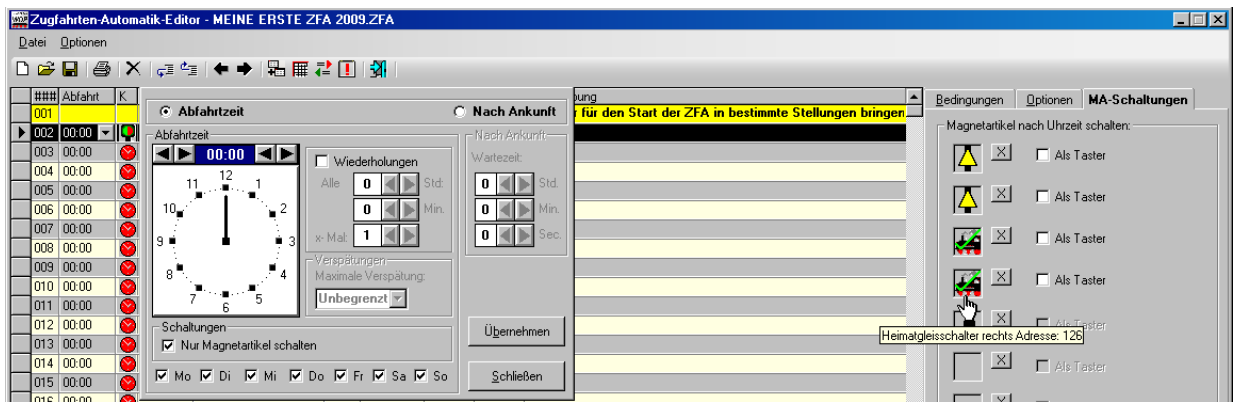 Zugfahrten-Automatik-Editor - MEINE ERSTE ZFA 2009.ZFA
Datei Optionen
### Abfahrt K
001
für den Start der ZFA in bestimmte Stellungen bringen
002 00:00
003 00:00
004 00:00
005 00:00
006 00:00
007 00:00
008 00:00
009 00:00
010 00:00
011 00:00
012 00:00
013 00:00
014 00:00
015 00:00
016 00:00
Abfahrtzeit Nach Ankunft
Abfahrtzeit
00:00
12
1
2
3
4
5
6
7
8
9
10
11
Wiederholungen
Alle 0 Std:
0 Min.
x- Mal: 1
Verspätungen
Maximale Verspätung:
Unbegrenzt
Nach Ankunft
Wartezeit:
0 Std.
0 Min.
0 Sec.
Schaltungen
Nur Magnetartikel schalten
Mo Di Mi Do Fr Sa So
Übernehmen
Schließen
Bedingungen Optionen MA-Schaltungen
Magnetartikel nach Uhrzeit schalten:
X Als Taster
X Als Taster
X Als Taster
X Als Taster
X Als Taster
Heimatgleisschalter rechts Adresse: 126
X Als Taster